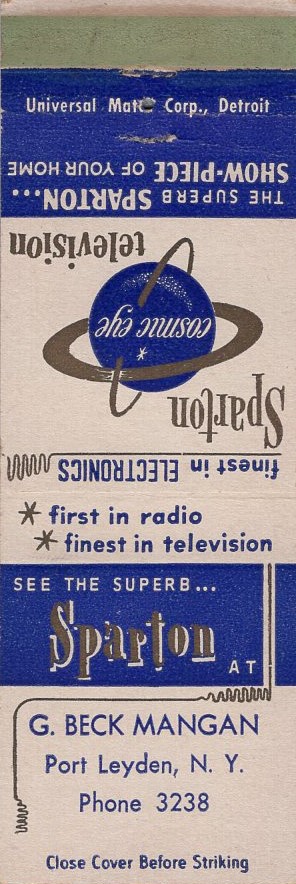 Universal Match Corp., Detroit
THE SUPERB SPARTON...
SHOW-PIECE OF YOUR HOME
television
cosmic eye
*
Sparton
finest in ELECTRONICS
* first in radio
* finest in television
SEE THE SUPERB...
Sparton
AT
G. BECK MANGAN
Port Leyden, N. Y.
Phone 3238
Close Cover Before Striking